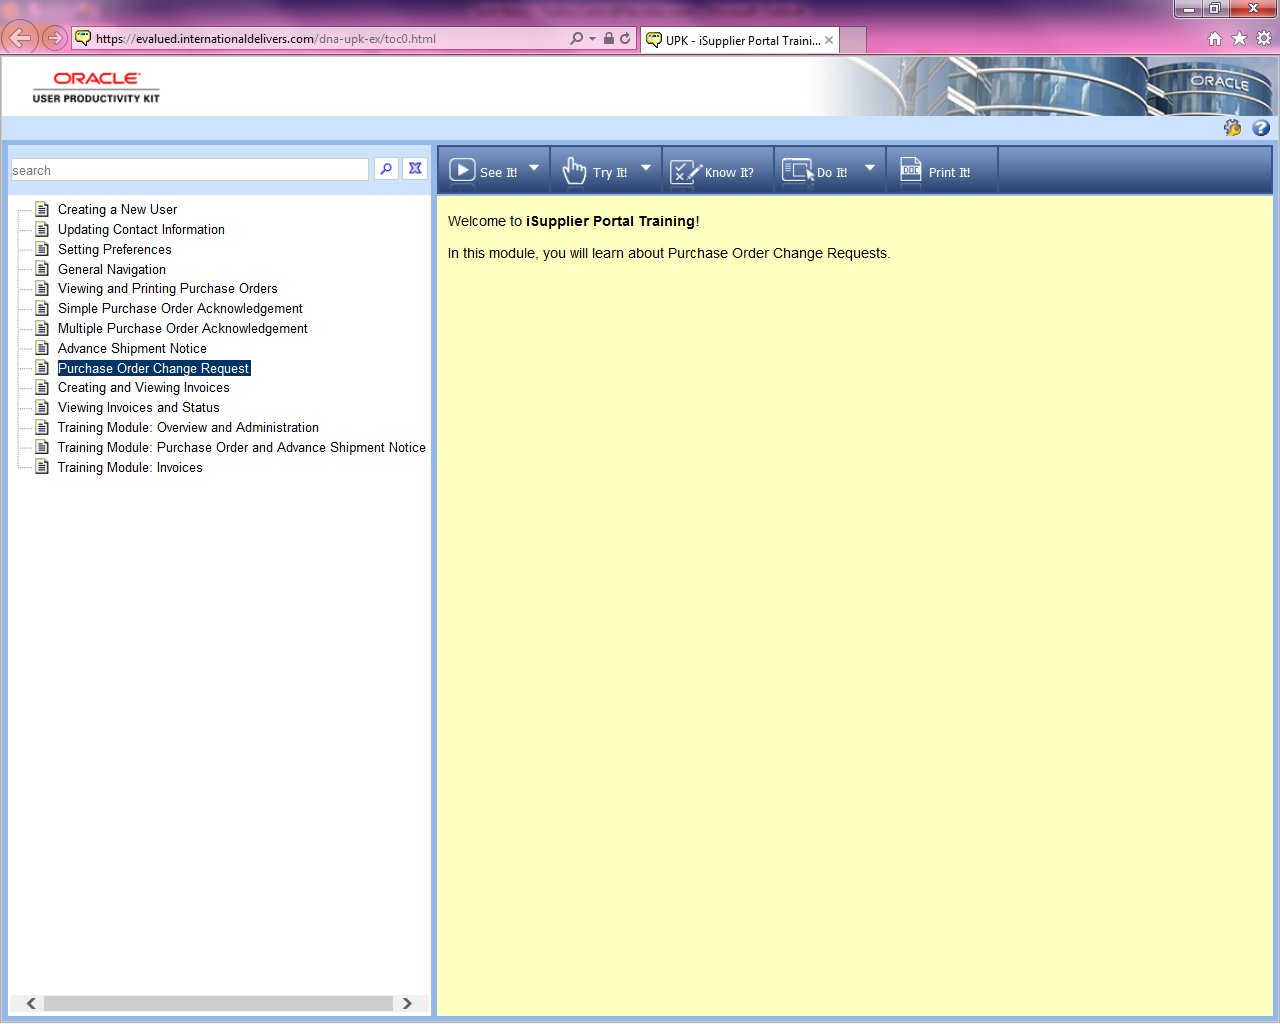 https://evalued.internationaldelivers.com/dna-upk-ex/toc0.html
UPK - iSupplier Portal Traini...
ORACLE
USER PRODUCTIVITY KIT
ORACLE
search
See It!
Try It!
Know It?
Do It!
DOC
Print It!
Creating a New User
Updating Contact Information
Setting Preferences
General Navigation
Viewing and Printing Purchase Orders
Simple Purchase Order Acknowledgement
Multiple Purchase Order Acknowledgement
Advance Shipment Notice
Purchase Order Change Request
Creating and Viewing Invoices
Viewing Invoices and Status
Training Module: Overview and Administration
Training Module: Purchase Order and Advance Shipment Notice
Training Module: Invoices
Welcome to iSupplier Portal Training!
In this module, you will learn about Purchase Order Change Requests.